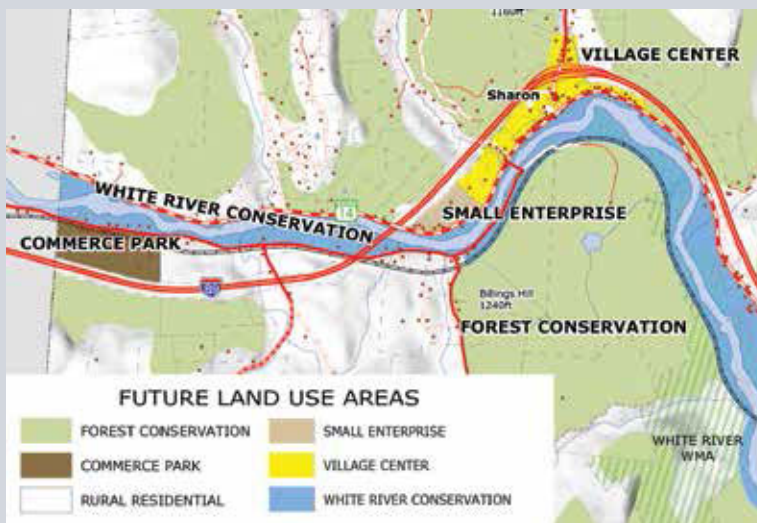 1160ft
VILLAGE CENTER
Sharon
WHITE RIVER CONSERVATION
14
SMALL ENTERPRISE
COMMERCE PARK
Billings Hill
1240ft
FOREST CONSERVATION
WHITE RIVER
WMA
FUTURE LAND USE AREAS
FOREST CONSERVATION
SMALL ENTERPRISE
COMMERCE PARK
VILLAGE CENTER
RURAL RESIDENTIAL
WHITE RIVER CONSERVATION